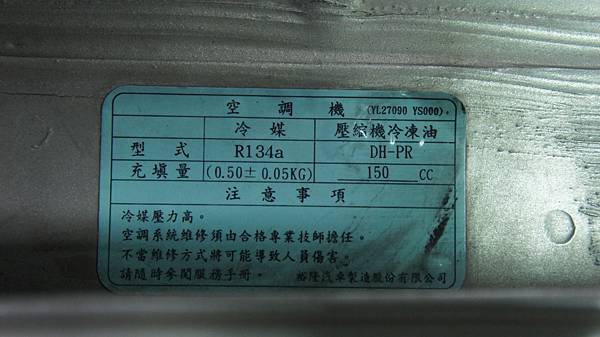 空調機 (YL27090 YS000)。
冷媒 壓縮機冷凍油
型式 R134a DH-PR
充填量 (0.50±0.05KG) 150 CC
注意事項
冷媒壓力高。
空調系統維修須由合格專業技師擔任。
不當維修方式將可能導致人員傷害。
請隨時參閱服務手冊。 裕隆汽車製造股份有限公司